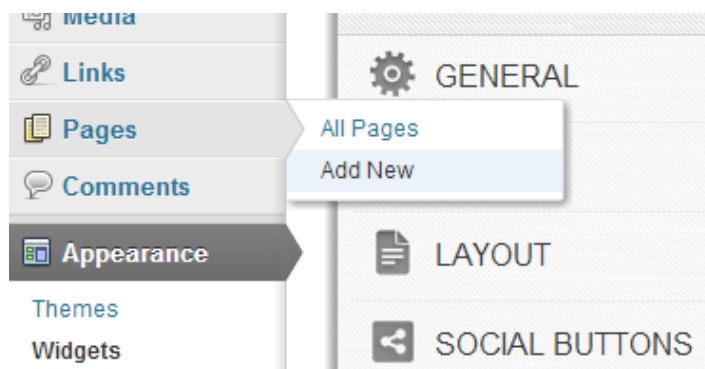 Media
Links
GENERAL
Pages
All Pages
Add New
Comments
Appearance
LAYOUT
Themes
Widgets
SOCIAL BUTTONS